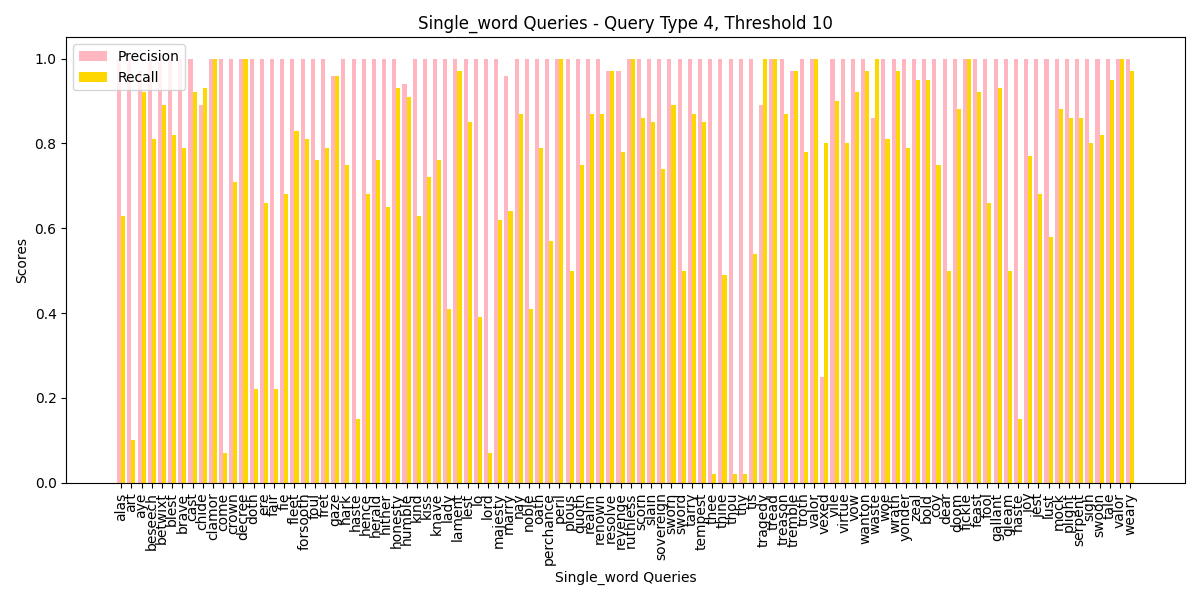 Single_word Queries - Query Type 4, Threshold 10
Precision
Recall
Scores
1.0
0.8
0.6
0.4
0.2
0.0
alas
art
aye
beseech
betwixt
blest
brave
cast
chide
clamor
come
crown
decree
doth
ere
fair
fie
fleet
forsooth
foul
fret
gaze
hark
haste
hence
herald
hither
honesty
humble
kind
kiss
knave
lady
lament
lest
lo
lord
majesty
marry
nay
noble
oath
perchance
peril
pious
quoth
realm
renown
resolve
revenge
ruthless
scorn
slain
sovereign
sworn
sword
tarry
tempest
thee
thine
thou
thy
tis
tragedy
tread
treason
tremble
troth
valor
vexed
vile
virtue
vow
wanton
waste
woe
wrath
yonder
zeal
bold
coy
dear
doom
fickle
feast
fool
gallant
gleam
haste
joy
jest
lust
mock
plight
serpent
sigh
swoon
tale
valor
weary
Single_word Queries